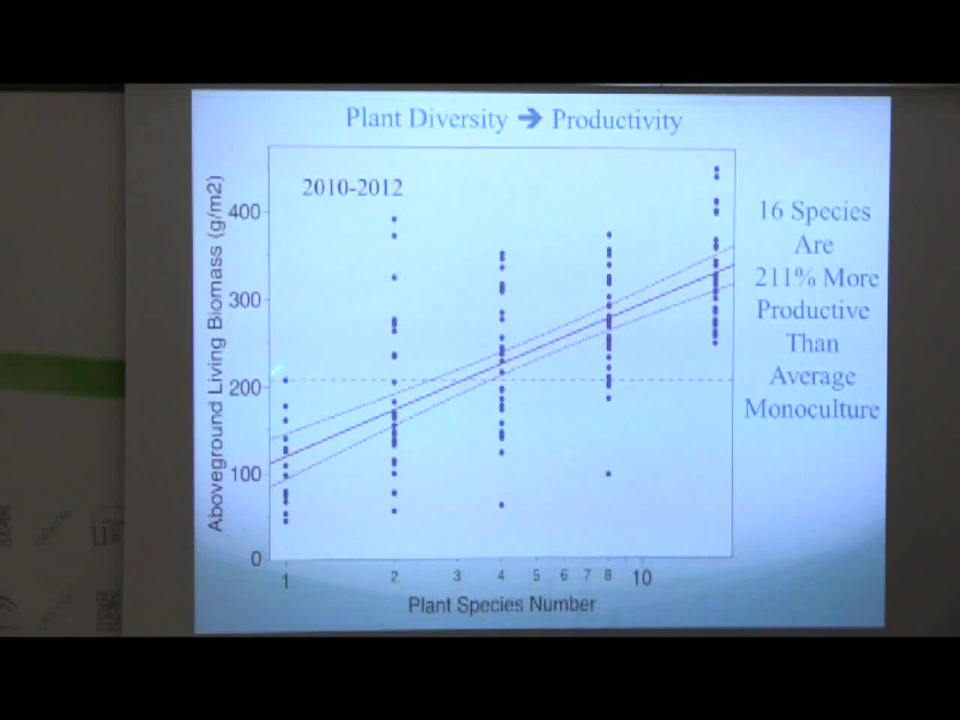 Plant Diversity ➔ Productivity
2010-2012
Aboveground Living Biomass (g/m2)
400
300
200
100
0
1 2 3 4 5 6 7 8 10
Plant Species Number
16 Species
Are
211% More
Productive
Than
Average
Monoculture